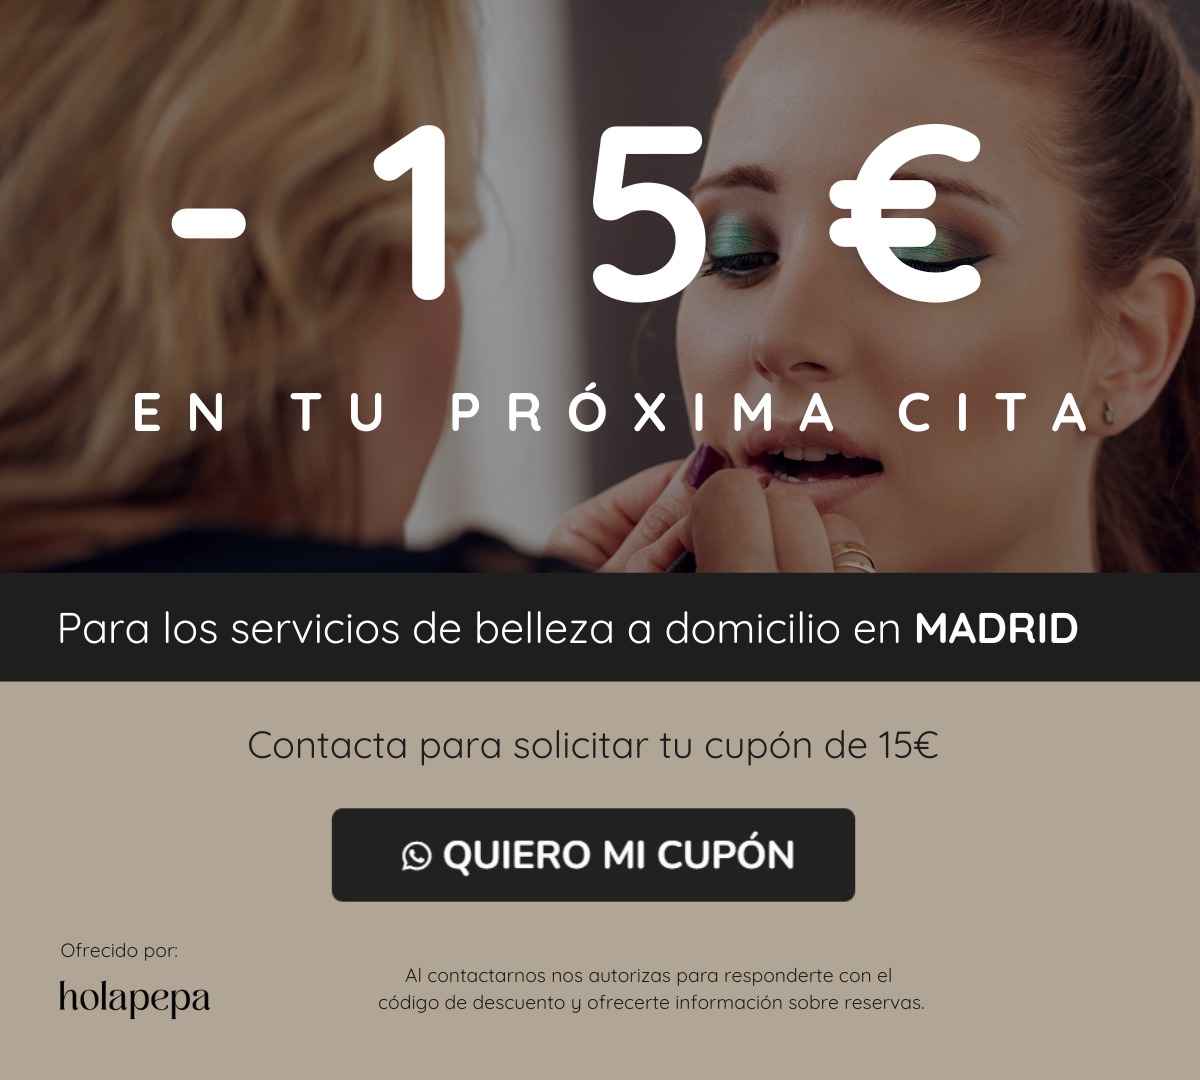 - 15€
EN TU PRÓXIMA CITA
Para los servicios de belleza a domicilio en MADRID
Contacta para solicitar tu cupón de 15€
QUIERO MI CUPÓN
Ofrecido por:
holapepa
Al contactarnos nos autorizas para responderte con el
código de descuento y ofrecerte información sobre reservas.